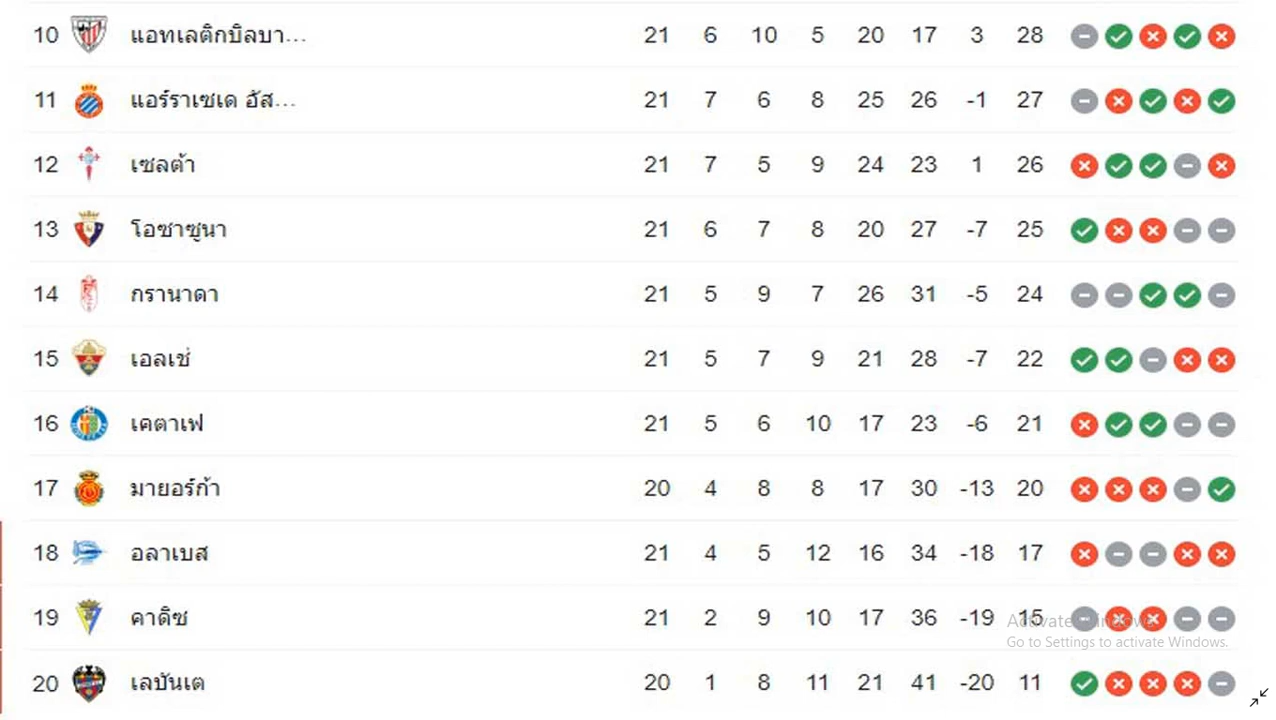 10 แอทเลติกบิลบา... 21 6 10 5 20 17 3 28
11 แอร์ราเซเด อัส... 21 7 6 8 25 26 -1 27
12 เซลต้า 21 7 5 9 24 23 1 26
13 โอซาซูนา 21 6 7 8 20 27 -7 25
14 กรานาดา 21 5 9 7 26 31 -5 24
15 เอลเช่ 21 5 7 9 21 28 -7 22
16 เคตาเฟ 21 5 6 10 17 23 -6 21
17 มายอร์ก้า 20 4 8 8 17 30 -13 20
18 อลาเบส 21 4 5 12 16 34 -18 17
19 คาดิซ 21 2 9 10 17 36 -19 15
Activate Windows
Go to Settings to activate Windows.
20 เลบันเต 20 1 8 11 21 41 -20 11